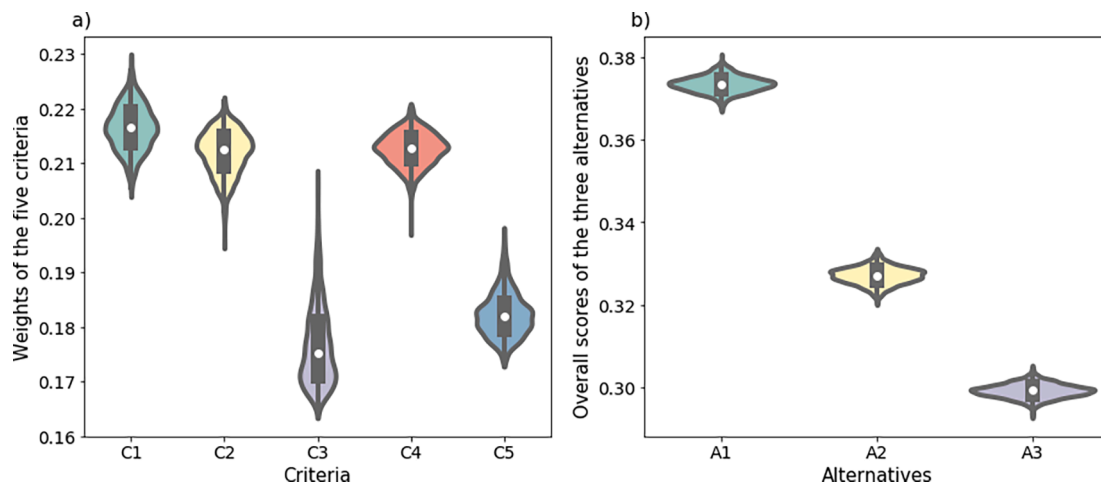 a)
Weights of the five criteria
0.23
0.22
0.21
0.20
0.19
0.18
0.17
0.16
C1 C2 C3 C4 C5
Criteria
b)
Overall scores of the three alternatives
0.38
0.36
0.34
0.32
0.30
A1 A2 A3
Alternatives